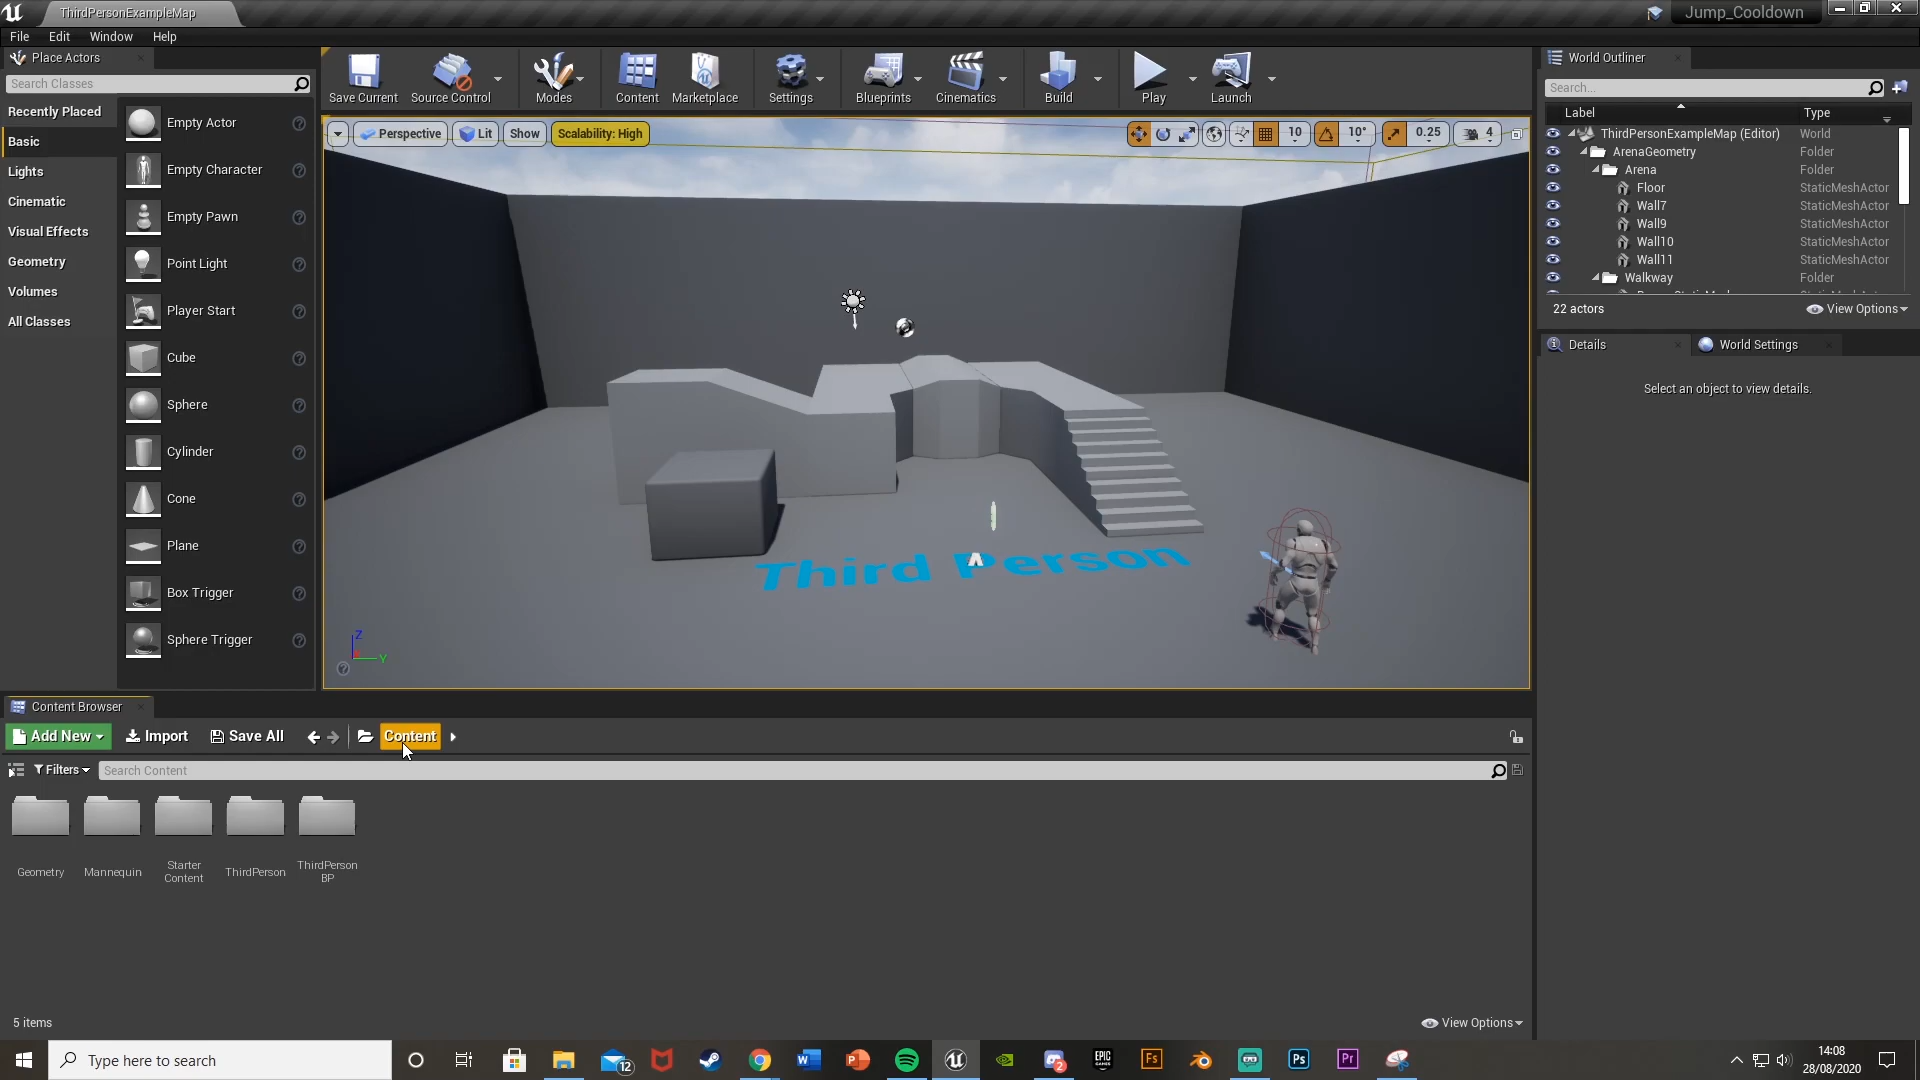 ThirdPersonExampleMap
Jump_Cooldown
File Edit Window Help
Place Actors
Search Classes
Recently Placed
Basic
Lights
Cinematic
Visual Effects
Geometry
Volumes
All Classes
Empty Actor
Empty Character
Empty Pawn
Point Light
Player Start
Cube
Sphere
Cylinder
Cone
Plane
Box Trigger
Sphere Trigger
Save Current Source Control Modes Content Marketplace Settings Blueprints Cinematics Build Play Launch
Perspective Lit Show Scalability: High
10 10° 0.25 4
Third Person
Z
Y
World Outliner
Search...
Label Type
ThirdPersonExampleMap (Editor) World
ArenaGeometry Folder
Arena Folder
Floor StaticMeshActor
Wall7 StaticMeshActor
Wall9 StaticMeshActor
Wall10 StaticMeshActor
Wall11 StaticMeshActor
Walkway Folder
22 actors View Options
Details World Settings
Select an object to view details.
Content Browser
Add New Import Save All Content
Filters Search Content
Geometry Mannequin Starter Content ThirdPerson ThirdPerson BP
5 items View Options
Type here to search
12
2
EPIC GAMES
Fs
Ps
Pr
14:08
28/08/2020